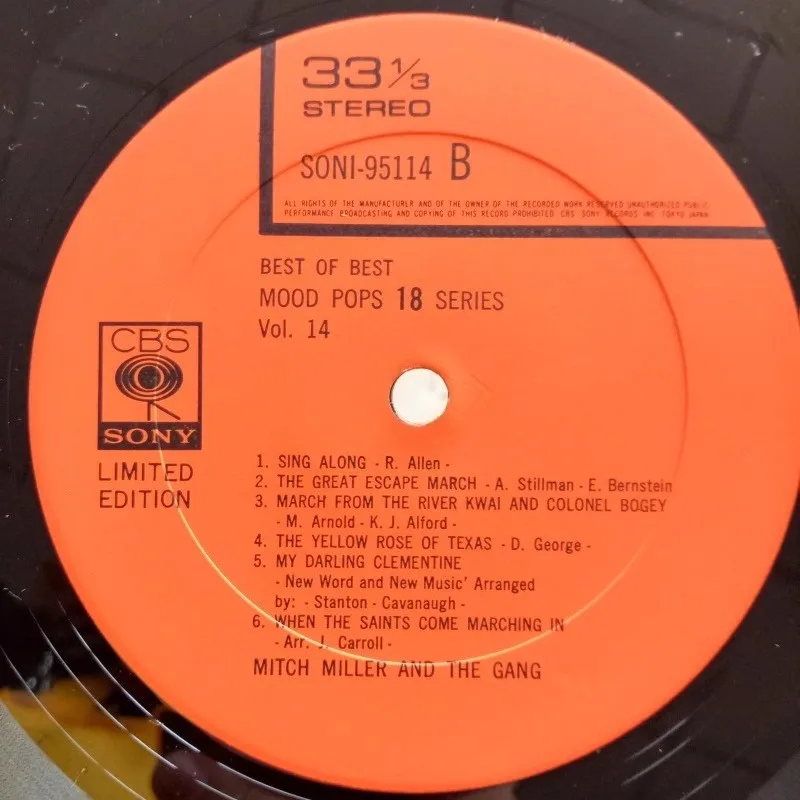 33 1/3
STEREO
SONI-95114 B
ALL RIGHTS OF THE MANUFACTURER AND OF THE OWNER OF THE RECORDED WORK RESERVED UNAUTHORIZED PUBLIC
PERFORMANCE BROADCASTING AND COPYING OF THIS RECORD PROHIBITED CBS SONY RECORDS INC. TOKYO JAPAN
BEST OF BEST
MOOD POPS 18 SERIES
Vol. 14
CBS
SONY
LIMITED
EDITION
1. SING ALONG - R. Allen -
2. THE GREAT ESCAPE MARCH - A. Stillman - E. Bernstein
3. MARCH FROM THE RIVER KWAI AND COLONEL BOGEY
- M. Arnold - K. J. Alford -
4. THE YELLOW ROSE OF TEXAS - D. George -
5. MY DARLING CLEMENTINE
- New Word and New Music' Arranged
by: - Stanton - Cavanaugh -
6. WHEN THE SAINTS COME MARCHING IN
- Arr. J. Carroll -
MITCH MILLER AND THE GANG